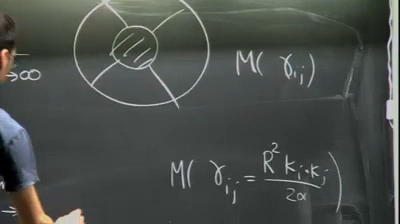 M( γij)
→∞
M( γij = R² ki·kj / 2α )